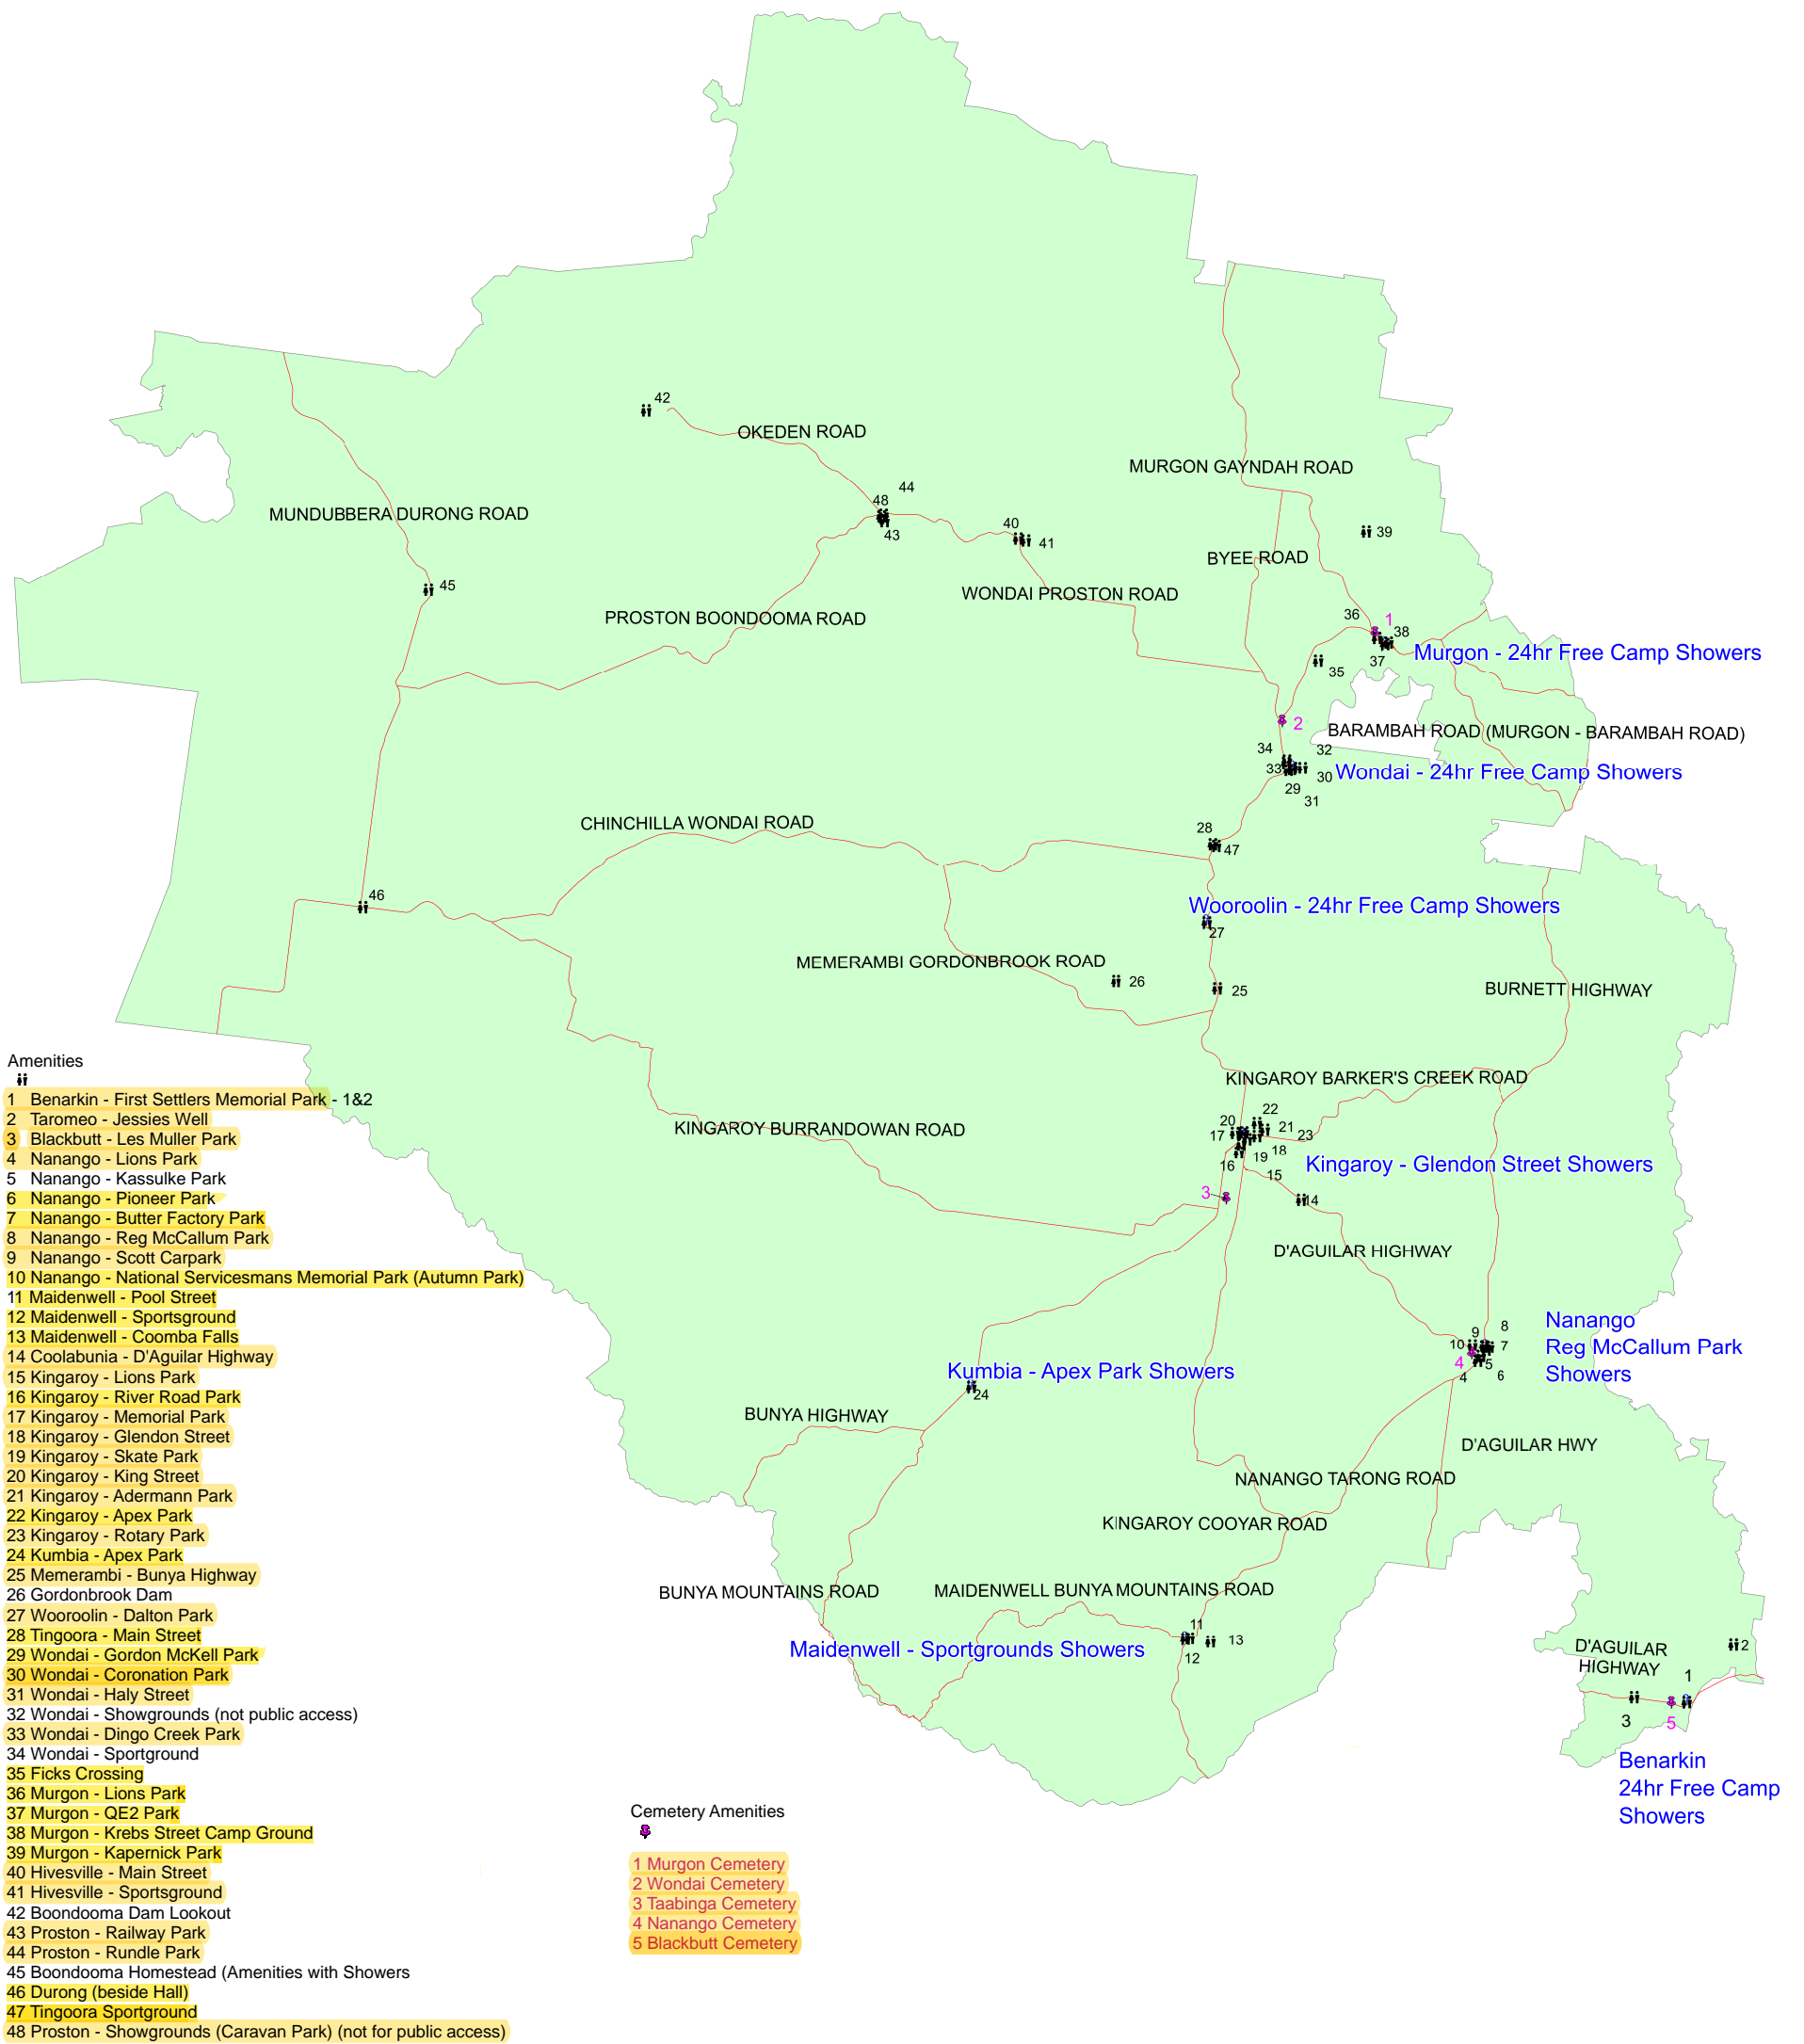 42
OKEDEN ROAD
MURGON GAYNDAH ROAD
44
48
43
MUNDUBBERA DURONG ROAD
40
41
39
BYEE ROAD
45
WONDAI PROSTON ROAD
PROSTON BOONDOOMA ROAD
36
1
38
37
35
Murgon - 24hr Free Camp Showers
2
BARAMBAH ROAD (MURGON - BARAMBAH ROAD)
34
32
33
30
29
31
Wondai - 24hr Free Camp Showers
CHINCHILLA WONDAI ROAD
28
47
46
Wooroolin - 24hr Free Camp Showers
27
MEMERAMBI GORDONBROOK ROAD
26
25
BURNETT HIGHWAY
KINGAROY BARKER'S CREEK ROAD
KINGAROY BURRANDOWAN ROAD
22
20
21
17
23
18
19
16
15
Kingaroy - Glendon Street Showers
3
14
D'AGUILAR HIGHWAY
Nanango
Reg McCallum Park
Showers
8
9
10
7
5
4
4
6
Kumbia - Apex Park Showers
24
BUNYA HIGHWAY
D'AGUILAR HWY
NANANGO TARONG ROAD
KINGAROY COOYAR ROAD
BUNYA MOUNTAINS ROAD
MAIDENWELL BUNYA MOUNTAINS ROAD
11
13
12
Maidenwell - Sportgrounds Showers
D'AGUILAR
HIGHWAY
2
1
3
5
Benarkin
24hr Free Camp
Showers
Amenities
1 Benarkin - First Settlers Memorial Park - 1&2
2 Taromeo - Jessies Well
3 Blackbutt - Les Muller Park
4 Nanango - Lions Park
5 Nanango - Kassulke Park
6 Nanango - Pioneer Park
7 Nanango - Butter Factory Park
8 Nanango - Reg McCallum Park
9 Nanango - Scott Carpark
10 Nanango - National Servicesmans Memorial Park (Autumn Park)
11 Maidenwell - Pool Street
12 Maidenwell - Sportsground
13 Maidenwell - Coomba Falls
14 Coolabunia - D'Aguilar Highway
15 Kingaroy - Lions Park
16 Kingaroy - River Road Park
17 Kingaroy - Memorial Park
18 Kingaroy - Glendon Street
19 Kingaroy - Skate Park
20 Kingaroy - King Street
21 Kingaroy - Adermann Park
22 Kingaroy - Apex Park
23 Kingaroy - Rotary Park
24 Kumbia - Apex Park
25 Memerambi - Bunya Highway
26 Gordonbrook Dam
27 Wooroolin - Dalton Park
28 Tingoora - Main Street
29 Wondai - Gordon McKell Park
30 Wondai - Coronation Park
31 Wondai - Haly Street
32 Wondai - Showgrounds (not public access)
33 Wondai - Dingo Creek Park
34 Wondai - Sportground
35 Ficks Crossing
36 Murgon - Lions Park
37 Murgon - QE2 Park
38 Murgon - Krebs Street Camp Ground
39 Murgon - Kapernick Park
40 Hivesville - Main Street
41 Hivesville - Sportsground
42 Boondooma Dam Lookout
43 Proston - Railway Park
44 Proston - Rundle Park
45 Boondooma Homestead (Amenities with Showers
46 Durong (beside Hall)
47 Tingoora Sportground
48 Proston - Showgrounds (Caravan Park) (not for public access)
Cemetery Amenities
1 Murgon Cemetery
2 Wondai Cemetery
3 Taabinga Cemetery
4 Nanango Cemetery
5 Blackbutt Cemetery